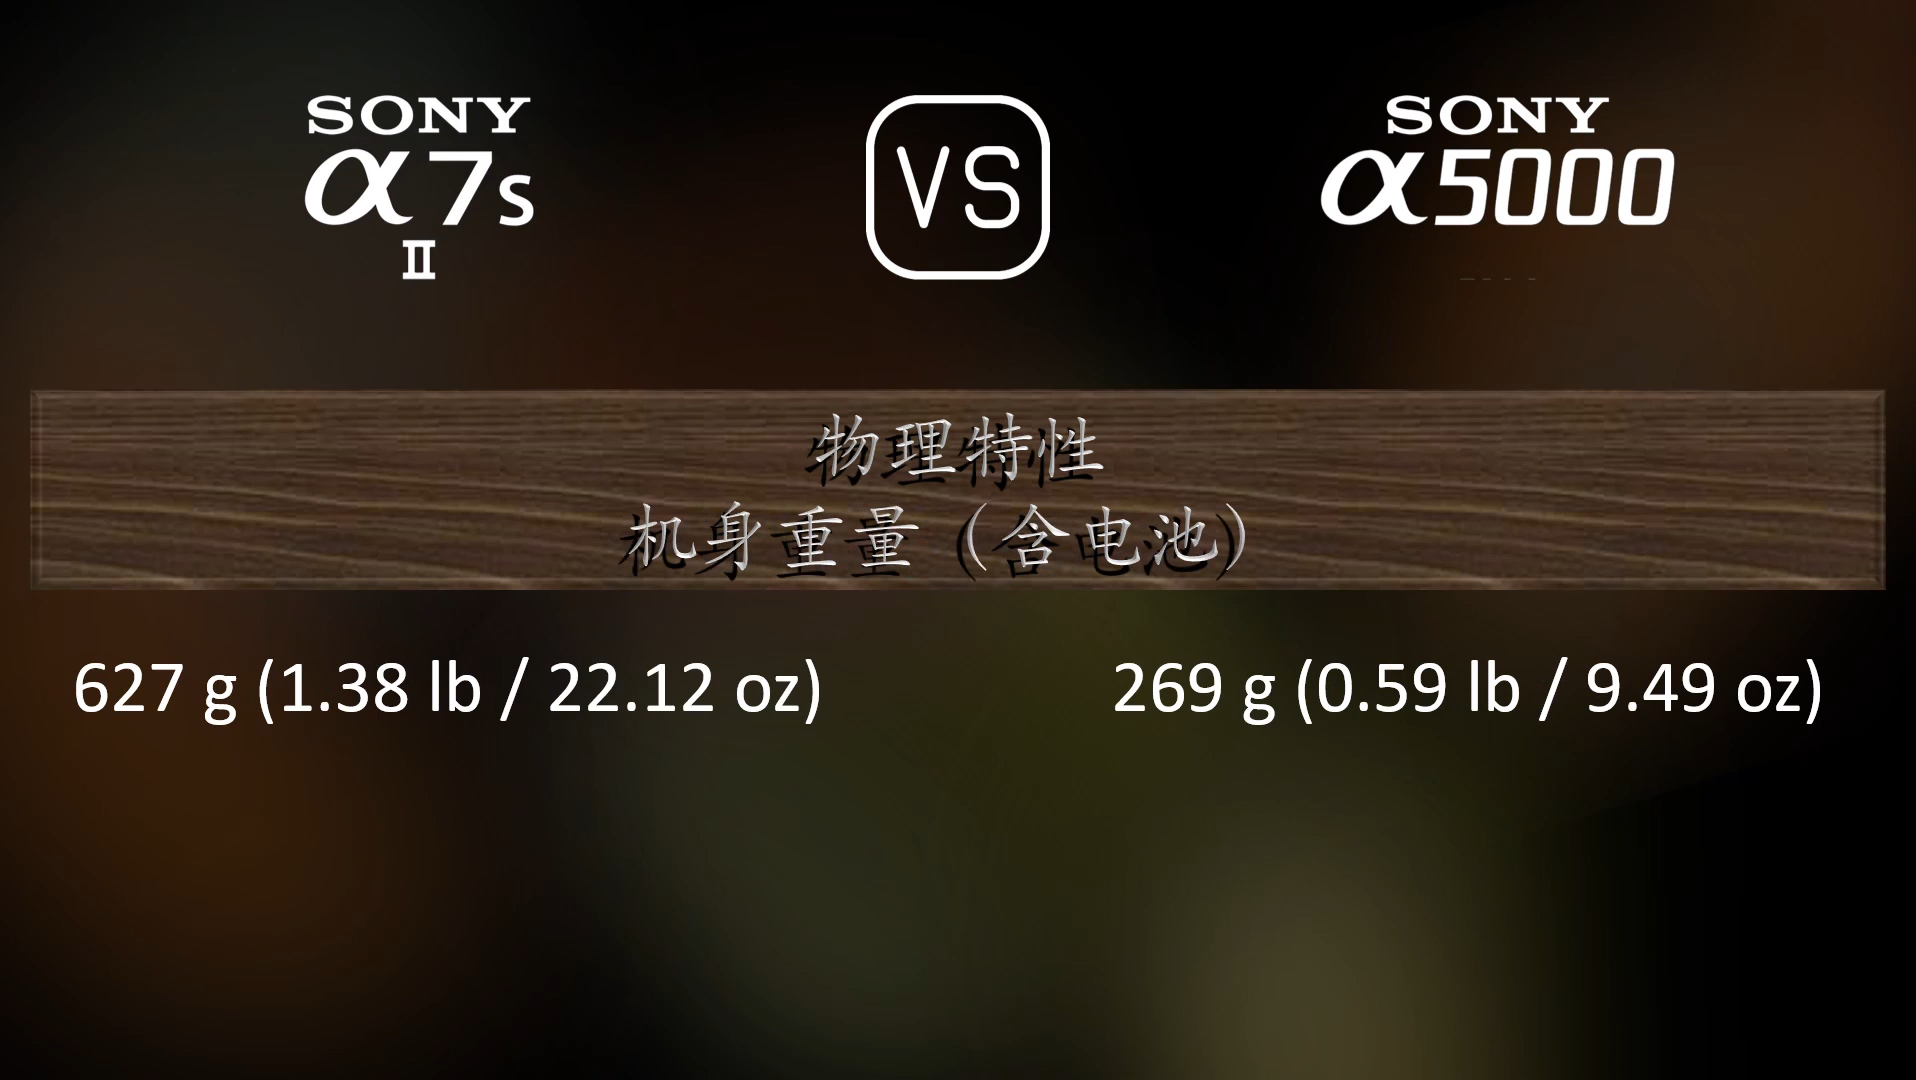 SONY
α7s
II
VS
SONY
α5000
物理特性
机身重量（含电池）
627 g (1.38 lb / 22.12 oz)
269 g (0.59 lb / 9.49 oz)